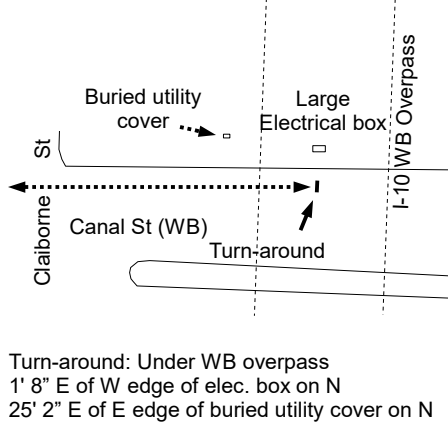 Buried utility
cover
Large
Electrical box
I-10 WB Overpass
Claiborne St
Canal St (WB)
Turn-around
Turn-around: Under WB overpass
1' 8” E of W edge of elec. box on N
25' 2” E of E edge of buried utility cover on N